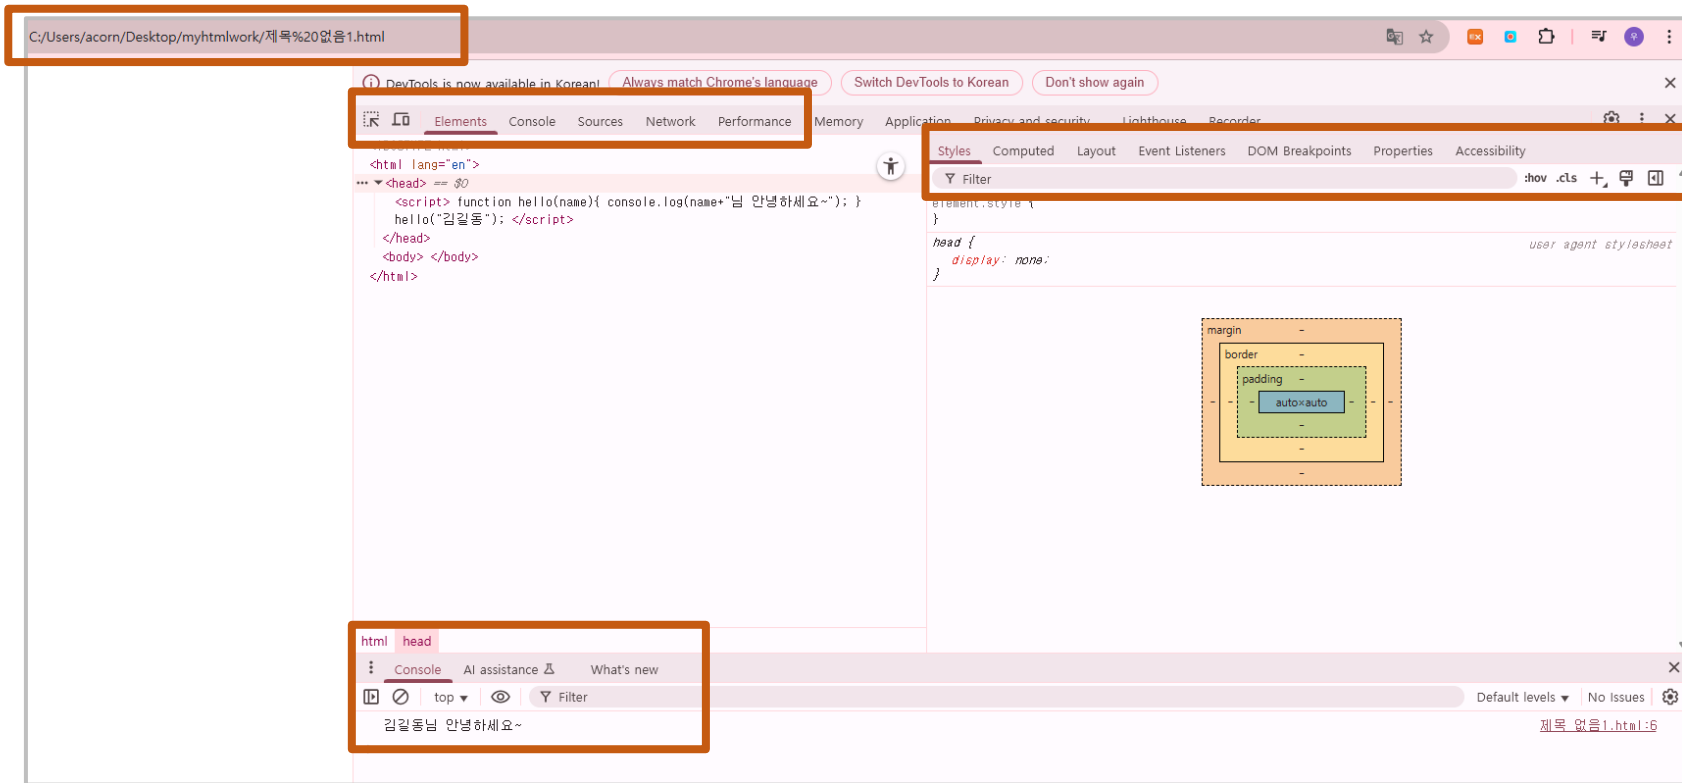 C:/Users/acorn/Desktop/myhtmlwork/제목%20없음1.html
DevTools is now available in Korean! Always match Chrome's language Switch DevTools to Korean Don't show again
Elements Console Sources Network Performance Memory Application Privacy and security Lighthouse Recorder
<html lang="en">
<head> == $0
<script> function hello(name){ console.log(name+"님 안녕하세요~"); }
hello("김길동"); </script>
</head>
<body> </body>
</html>
Styles Computed Layout Event Listeners DOM Breakpoints Properties Accessibility
Filter :hov .cls
element.style {
}
head { user agent stylesheet
display: none;
}
margin -
border -
padding -
- - - auto×auto - - -
-
-
-
html head
Console AI assistance What's new
top Filter Default levels No Issues
김길동님 안녕하세요~ 제목 없음1.html:6